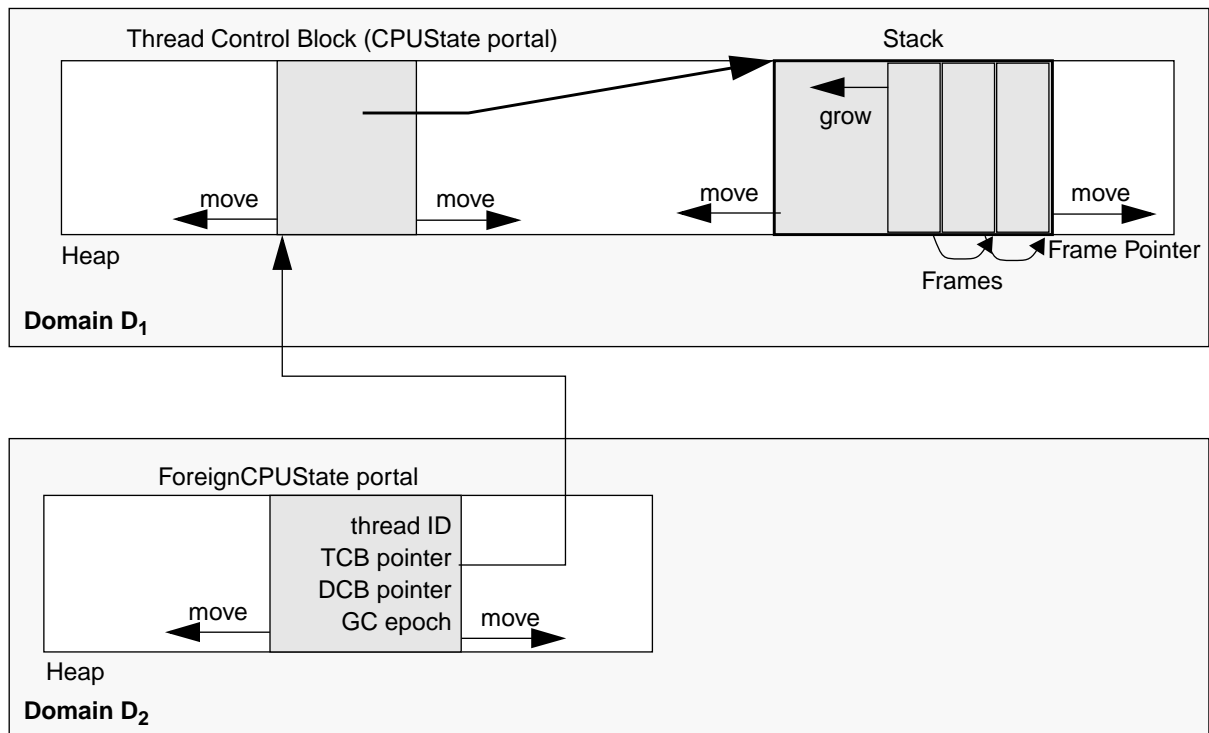 Thread Control Block (CPUState portal)
Stack
grow
move
move
move
move
Heap
Frame Pointer
Frames
Domain D1
ForeignCPUState portal
thread ID
TCB pointer
DCB pointer
GC epoch
move
move
Heap
Domain D2